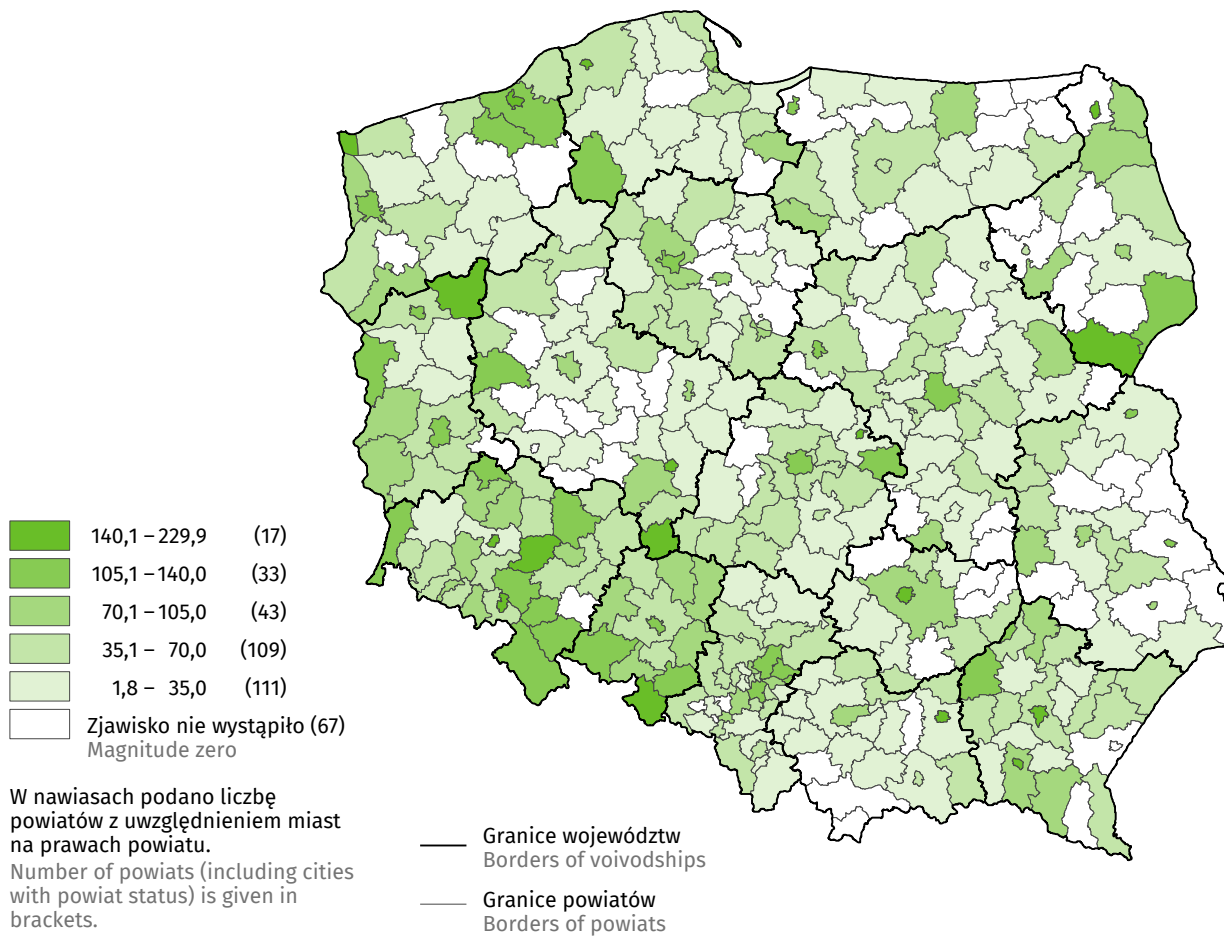 140,1 – 229,9 (17)
105,1 – 140,0 (33)
70,1 – 105,0 (43)
35,1 – 70,0 (109)
1,8 – 35,0 (111)
Zjawisko nie wystąpiło (67)
Magnitude zero
W nawiasach podano liczbę
powiatów z uwzględnieniem miast
na prawach powiatu.
Number of powiats (including cities
with powiat status) is given in
brackets.
Granice województw
Borders of voivodships
Granice powiatów
Borders of powiats